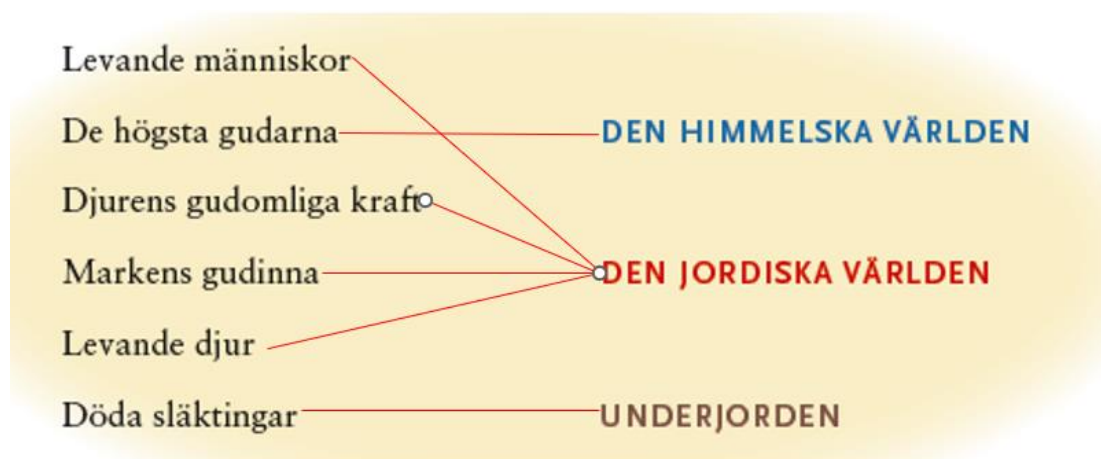 Levande människor
De högsta gudarna
DEN HIMMELSKA VÄRLDEN
Djurens gudomliga kraft
Markens gudinna
DEN JORDISKA VÄRLDEN
Levande djur
Döda släktingar
UNDERJORDEN